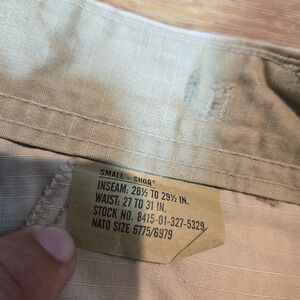 SMALL - SHORT
INSEAM: 26½ TO 29½ IN.
WAIST: 27 TO 31 IN.
STOCK NO. 8415-01-327-5329
NATO SIZE 6775/6979